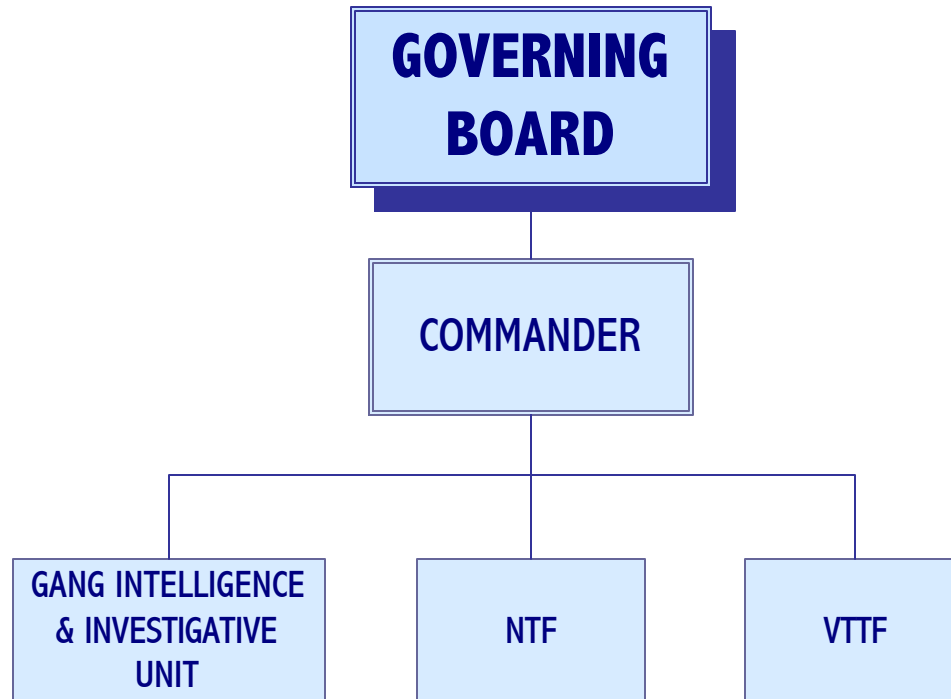 GOVERNING
BOARD
COMMANDER
GANG INTELLIGENCE
& INVESTIGATIVE
UNIT
NTF
VTTF